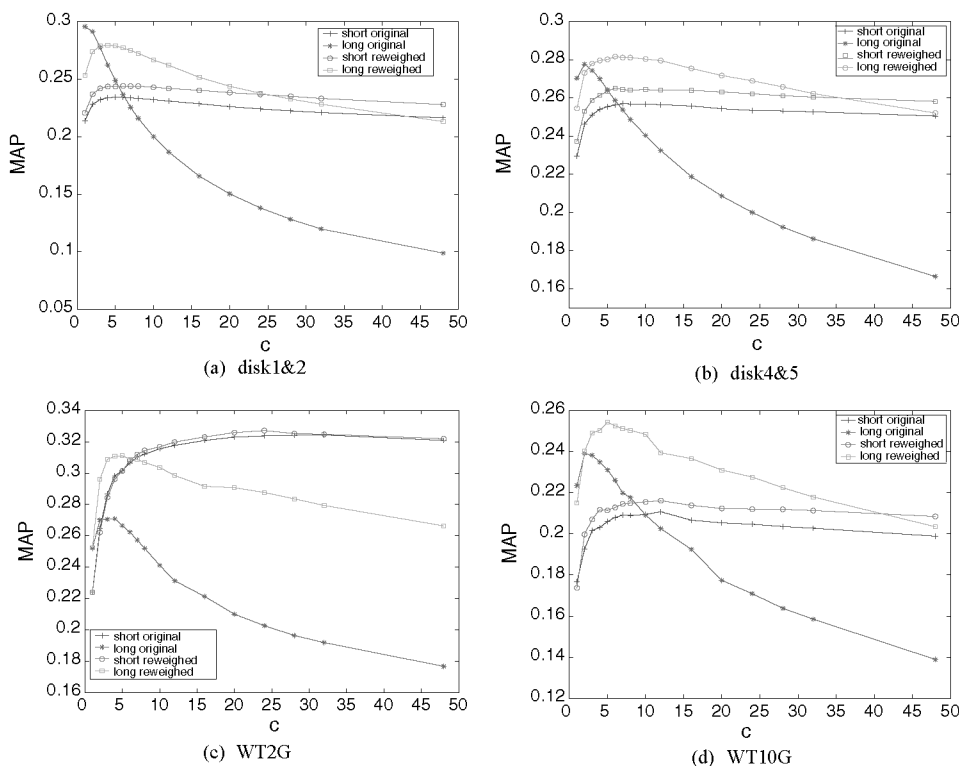 0.3
0.25
0.2
0.15
0.1
0.05
MAP
0 5 10 15 20 25 30 35 40 45 50
C
short original
long original
short reweighed
long reweighed
(a) disk1&2
0.3
0.28
0.26
0.24
0.22
0.2
0.18
0.16
MAP
0 5 10 15 20 25 30 35 40 45 50
C
short original
long original
short reweighed
long reweighed
(b) disk4&5
0.34
0.32
0.3
0.28
0.26
0.24
0.22
0.2
0.18
0.16
MAP
0 5 10 15 20 25 30 35 40 45 50
C
short original
long original
short reweighed
long reweighed
(c) WT2G
0.26
0.24
0.22
0.2
0.18
0.16
0.14
0.12
MAP
0 5 10 15 20 25 30 35 40 45 50
C
short original
long original
short reweighed
long reweighed
(d) WT10G